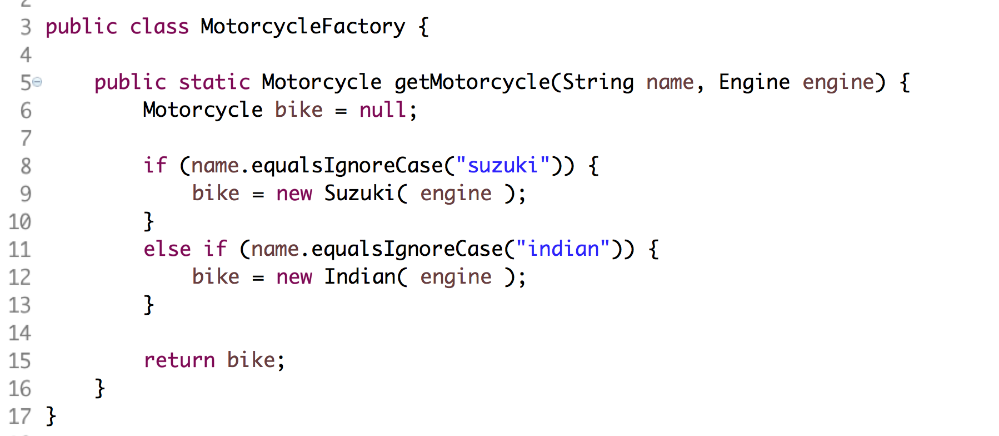 3 public class MotorcycleFactory {
4
5 public static Motorcycle getMotorcycle(String name, Engine engine) {
6 Motorcycle bike = null;
7
8 if (name.equalsIgnoreCase("suzuki")) {
9 bike = new Suzuki( engine );
10 }
11 else if (name.equalsIgnoreCase("indian")) {
12 bike = new Indian( engine );
13 }
14
15 return bike;
16 }
17 }